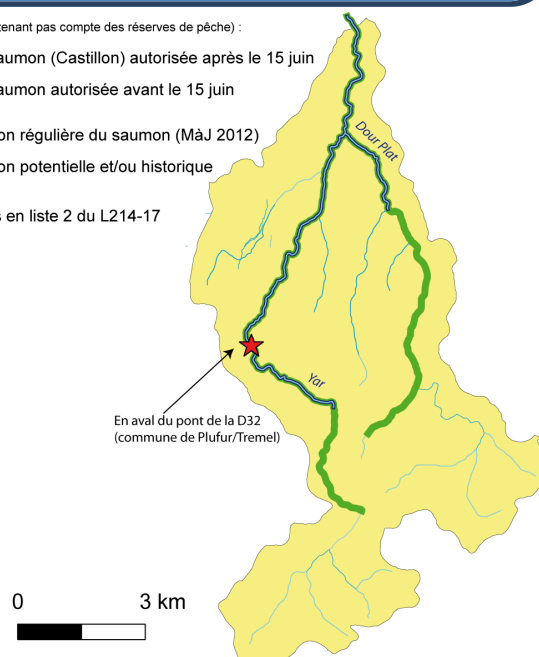 tenant pas compte des réserves de pêche) :
aumon (Castillon) autorisée après le 15 juin
aumon autorisée avant le 15 juin
on régulière du saumon (MàJ 2012)
on potentielle et/ou historique
s en liste 2 du L214-17
Dour Plat
Yar
En aval du pont de la D32
(commune de Plufur/Tremel)
0 3 km